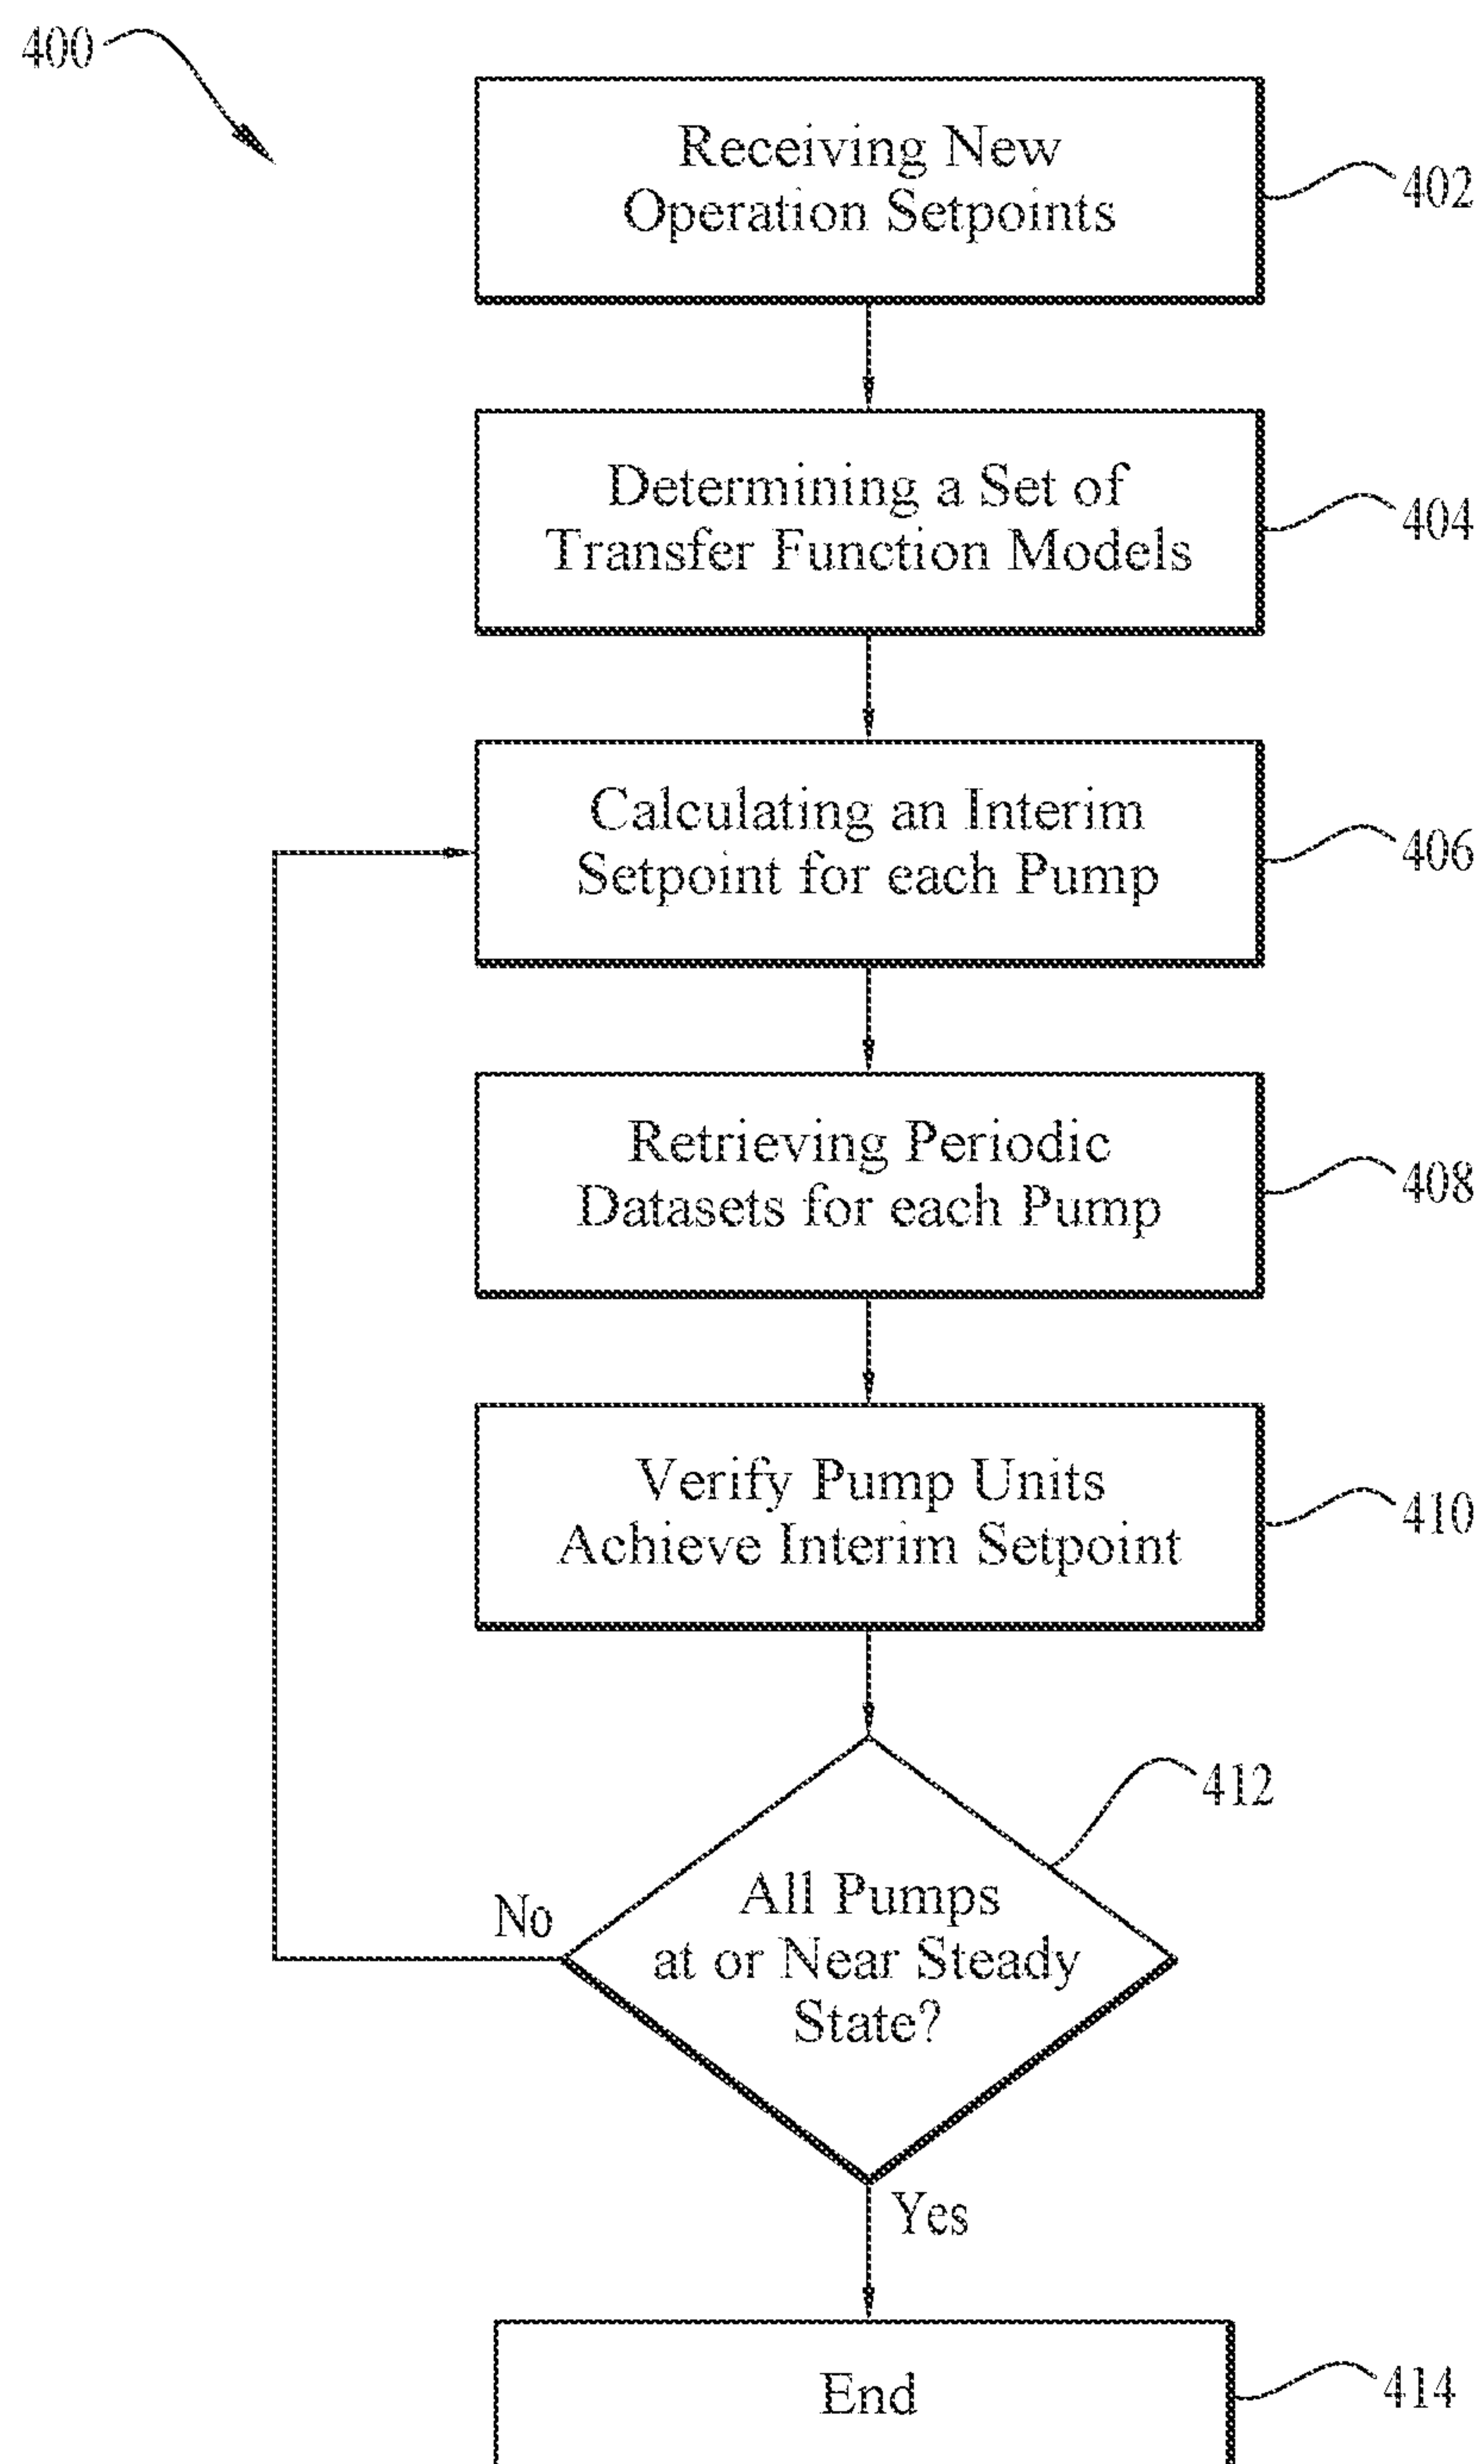 400
Receiving New
Operation Setpoints
402
Determining a Set of
Transfer Function Models
404
Calculating an Interim
Setpoint for each Pump
406
Retrieving Periodic
Datasets for each Pump
408
Verify Pump Units
Achieve Interim Setpoint
410
412
All Pumps
at or Near Steady
State?
No
Yes
End
414